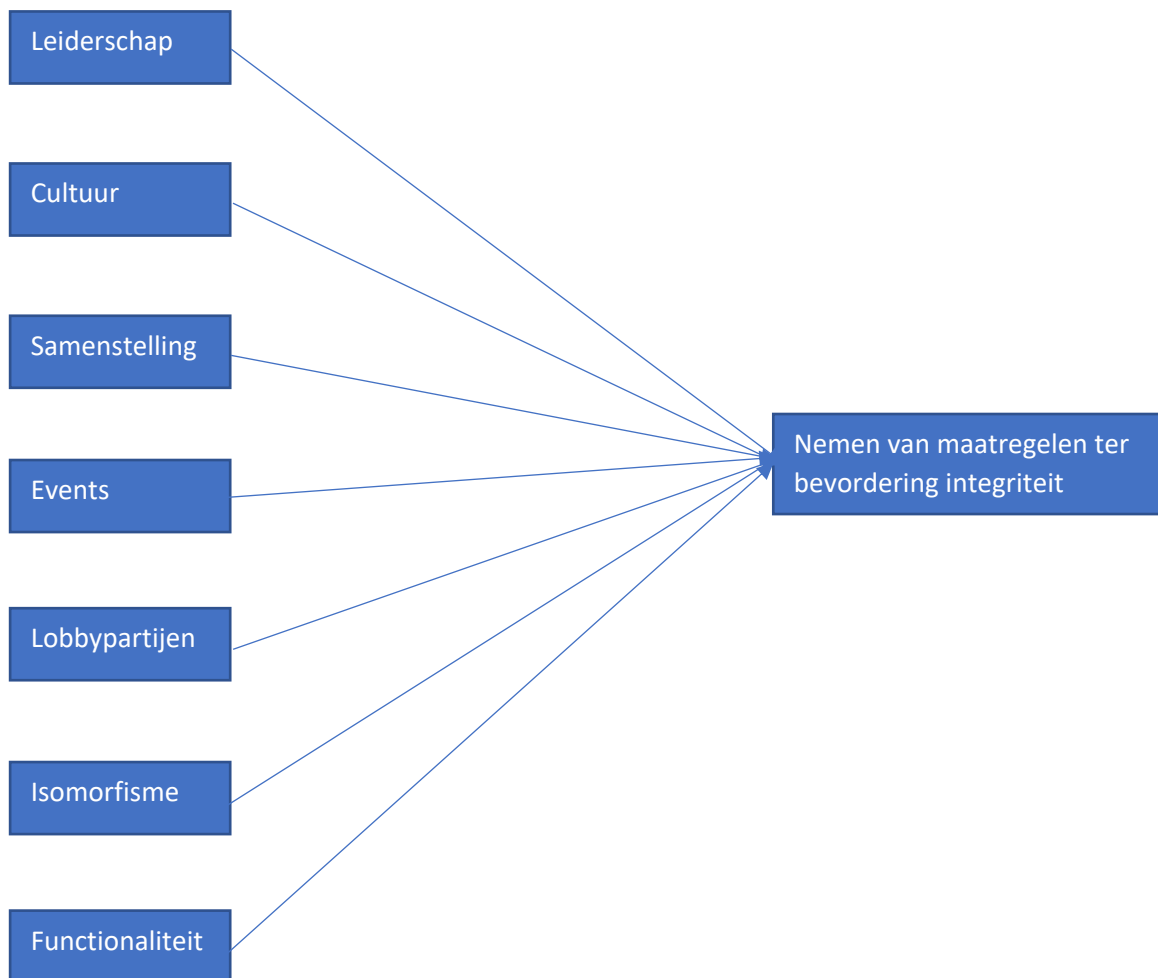 Leiderschap
Cultuur
Samenstelling
Events
Nemen van maatregelen ter
bevordering integriteit
Lobbypartijen
Isomorfisme
Functionaliteit